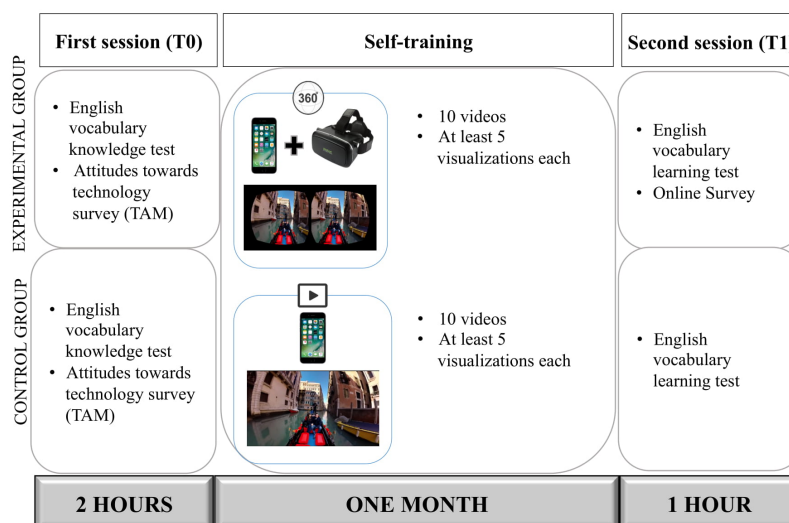 First session (T0)
Self-training
Second session (T1
EXPERIMENTAL GROUP
• English
vocabulary
knowledge test
• Attitudes towards
technology
survey (TAM)
360°
• 10 videos
• At least 5
visualizations each
• English
vocabulary
learning test
• Online Survey
CONTROL GROUP
• English
vocabulary
knowledge test
• Attitudes towards
technology survey
(TAM)
• 10 videos
• At least 5
visualizations each
• English
vocabulary
learning test
2 HOURS
ONE MONTH
1 HOUR